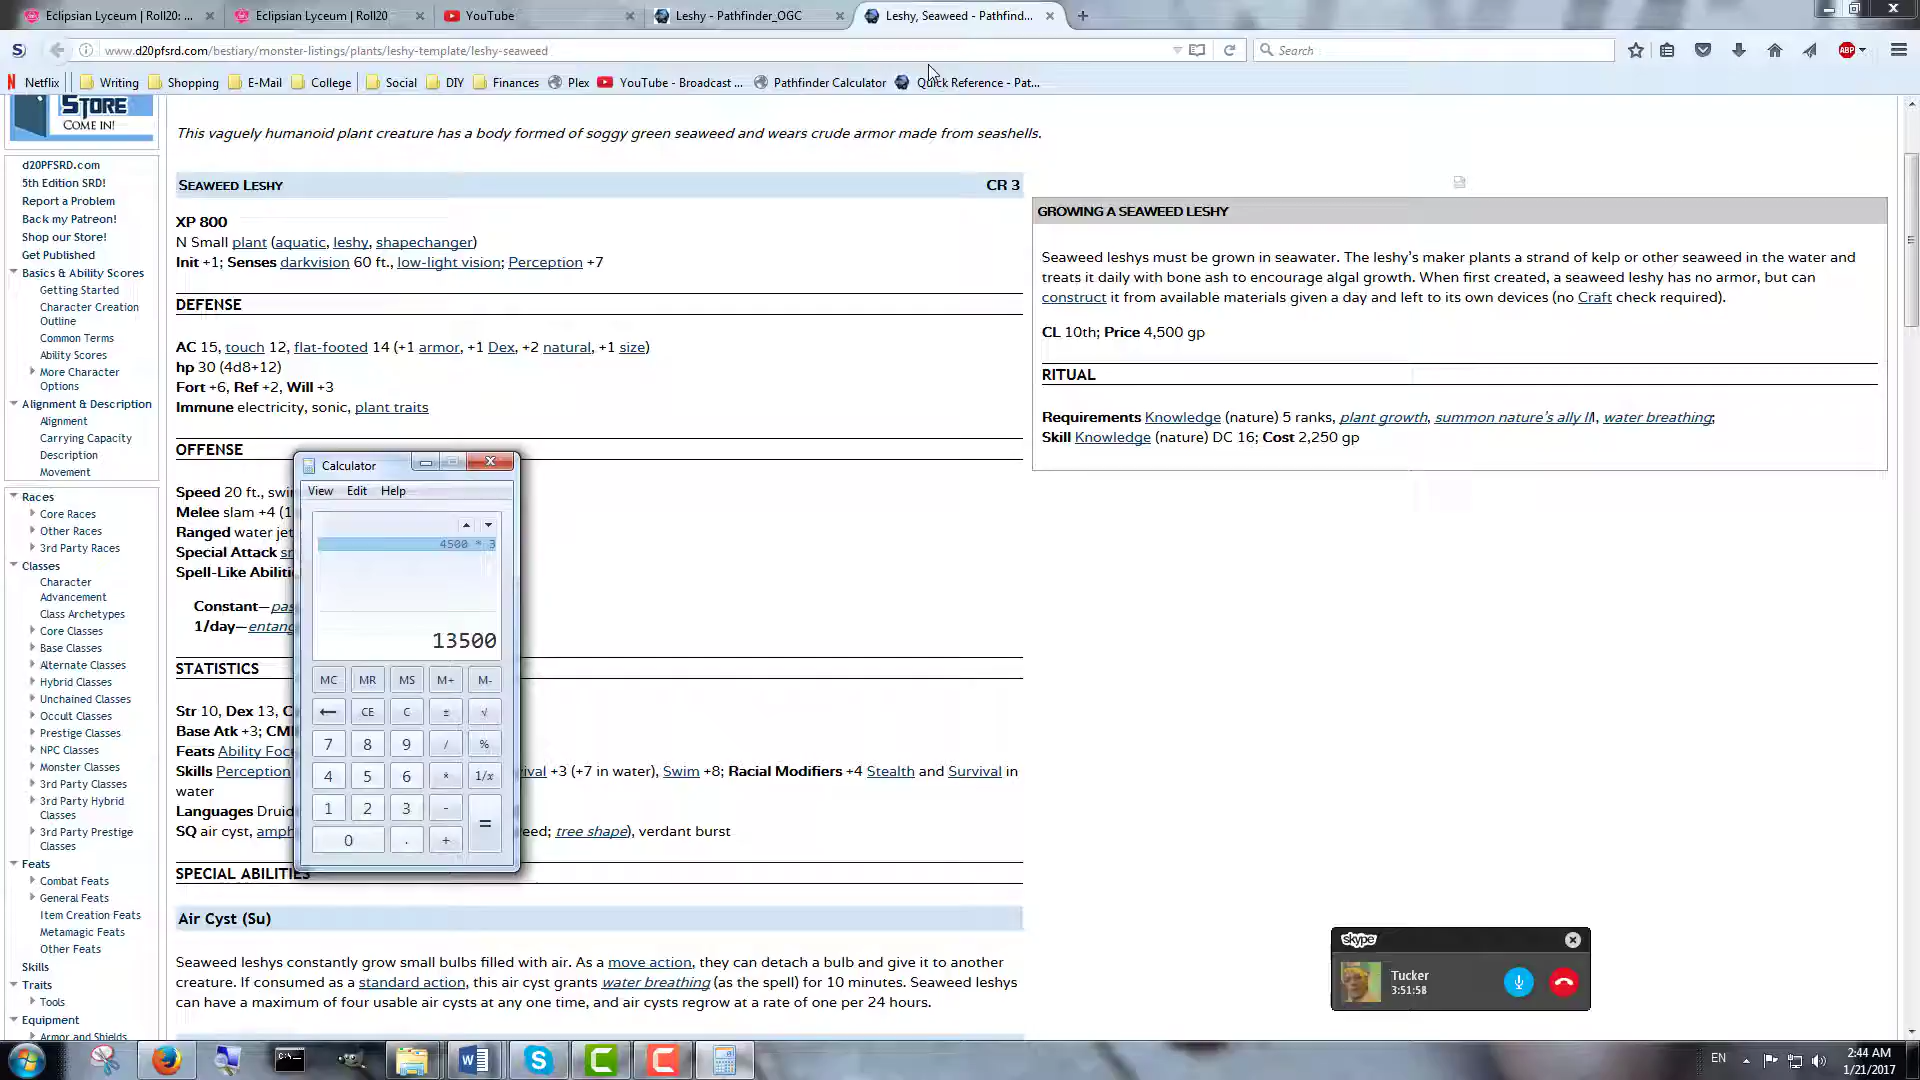 Eclipsian Lyceum | Roll20: ...
Eclipsian Lyceum | Roll20
YouTube
Leshy - Pathfinder_OGC
Leshy, Seaweed - Pathfind...
www.d20pfsrd.com/bestiary/monster-listings/plants/leshy-template/leshy-seaweed
Search
ABP
Netflix
Writing
Shopping
E-Mail
College
Social
DIY
Finances
Plex
YouTube - Broadcast ...
Pathfinder Calculator
Quick Reference - Pat...
STORE
COME IN!
d20PFSRD.com
5th Edition SRD!
Report a Problem
Back my Patreon!
Shop our Store!
Get Published
Basics & Ability Scores
Getting Started
Character Creation
Outline
Common Terms
Ability Scores
More Character
Options
Alignment & Description
Alignment
Carrying Capacity
Description
Movement
Races
Core Races
Other Races
3rd Party Races
Classes
Character
Advancement
Class Archetypes
Core Classes
Base Classes
Alternate Classes
Hybrid Classes
Unchained Classes
Occult Classes
Prestige Classes
NPC Classes
Monster Classes
3rd Party Classes
3rd Party Hybrid
Classes
3rd Party Prestige
Classes
Feats
Combat Feats
General Feats
Item Creation Feats
Metamagic Feats
Other Feats
Skills
Traits
Tools
Equipment
Armor and Shields
This vaguely humanoid plant creature has a body formed of soggy green seaweed and wears crude armor made from seashells.
SEAWEED LESHY CR 3
XP 800
N Small plant (aquatic, leshy, shapechanger)
Init +1; Senses darkvision 60 ft., low-light vision; Perception +7
DEFENSE
AC 15, touch 12, flat-footed 14 (+1 armor, +1 Dex, +2 natural, +1 size)
hp 30 (4d8+12)
Fort +6, Ref +2, Will +3
Immune electricity, sonic, plant traits
OFFENSE
Speed 20 ft., swi
Melee slam +4 (1
Ranged water jet
Special Attack sn
Spell-Like Abiliti
Constant—pas
1/day—entang
STATISTICS
Str 10, Dex 13, C
Base Atk +3; CM
Feats Ability Foc
Skills Perception ival +3 (+7 in water), Swim +8; Racial Modifiers +4 Stealth and Survival in
water
Languages Druid
SQ air cyst, amph eed; tree shape), verdant burst
SPECIAL ABILITIES
Air Cyst (Su)
Seaweed leshys constantly grow small bulbs filled with air. As a move action, they can detach a bulb and give it to another
creature. If consumed as a standard action, this air cyst grants water breathing (as the spell) for 10 minutes. Seaweed leshys
can have a maximum of four usable air cysts at any one time, and air cysts regrow at a rate of one per 24 hours.
GROWING A SEAWEED LESHY
Seaweed leshys must be grown in seawater. The leshy's maker plants a strand of kelp or other seaweed in the water and
treats it daily with bone ash to encourage algal growth. When first created, a seaweed leshy has no armor, but can
construct it from available materials given a day and left to its own devices (no Craft check required).
CL 10th; Price 4,500 gp
RITUAL
Requirements Knowledge (nature) 5 ranks, plant growth, summon nature's ally II, water breathing;
Skill Knowledge (nature) DC 16; Cost 2,250 gp
Calculator
View Edit Help
4500 * 3
13500
MC MR MS M+ M-
← CE C ± √
7 8 9 / %
4 5 6 * 1/x
1 2 3 - =
0 . +
skype
Tucker
3:51:58
C:\
EN
2:44 AM
1/21/2017